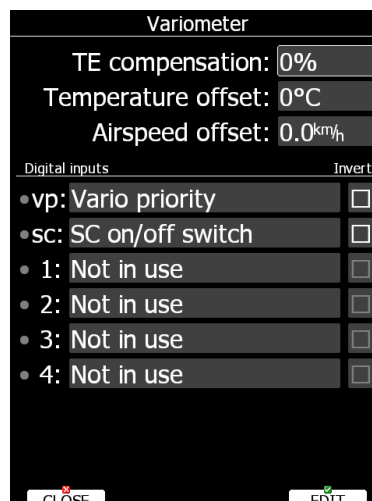 Variometer
TE compensation: 0%
Temperature offset: 0°C
Airspeed offset: 0.0km/h
Digital inputs Invert
vp: Vario priority
sc: SC on/off switch
1: Not in use
2: Not in use
3: Not in use
4: Not in use
CLOSE EDIT